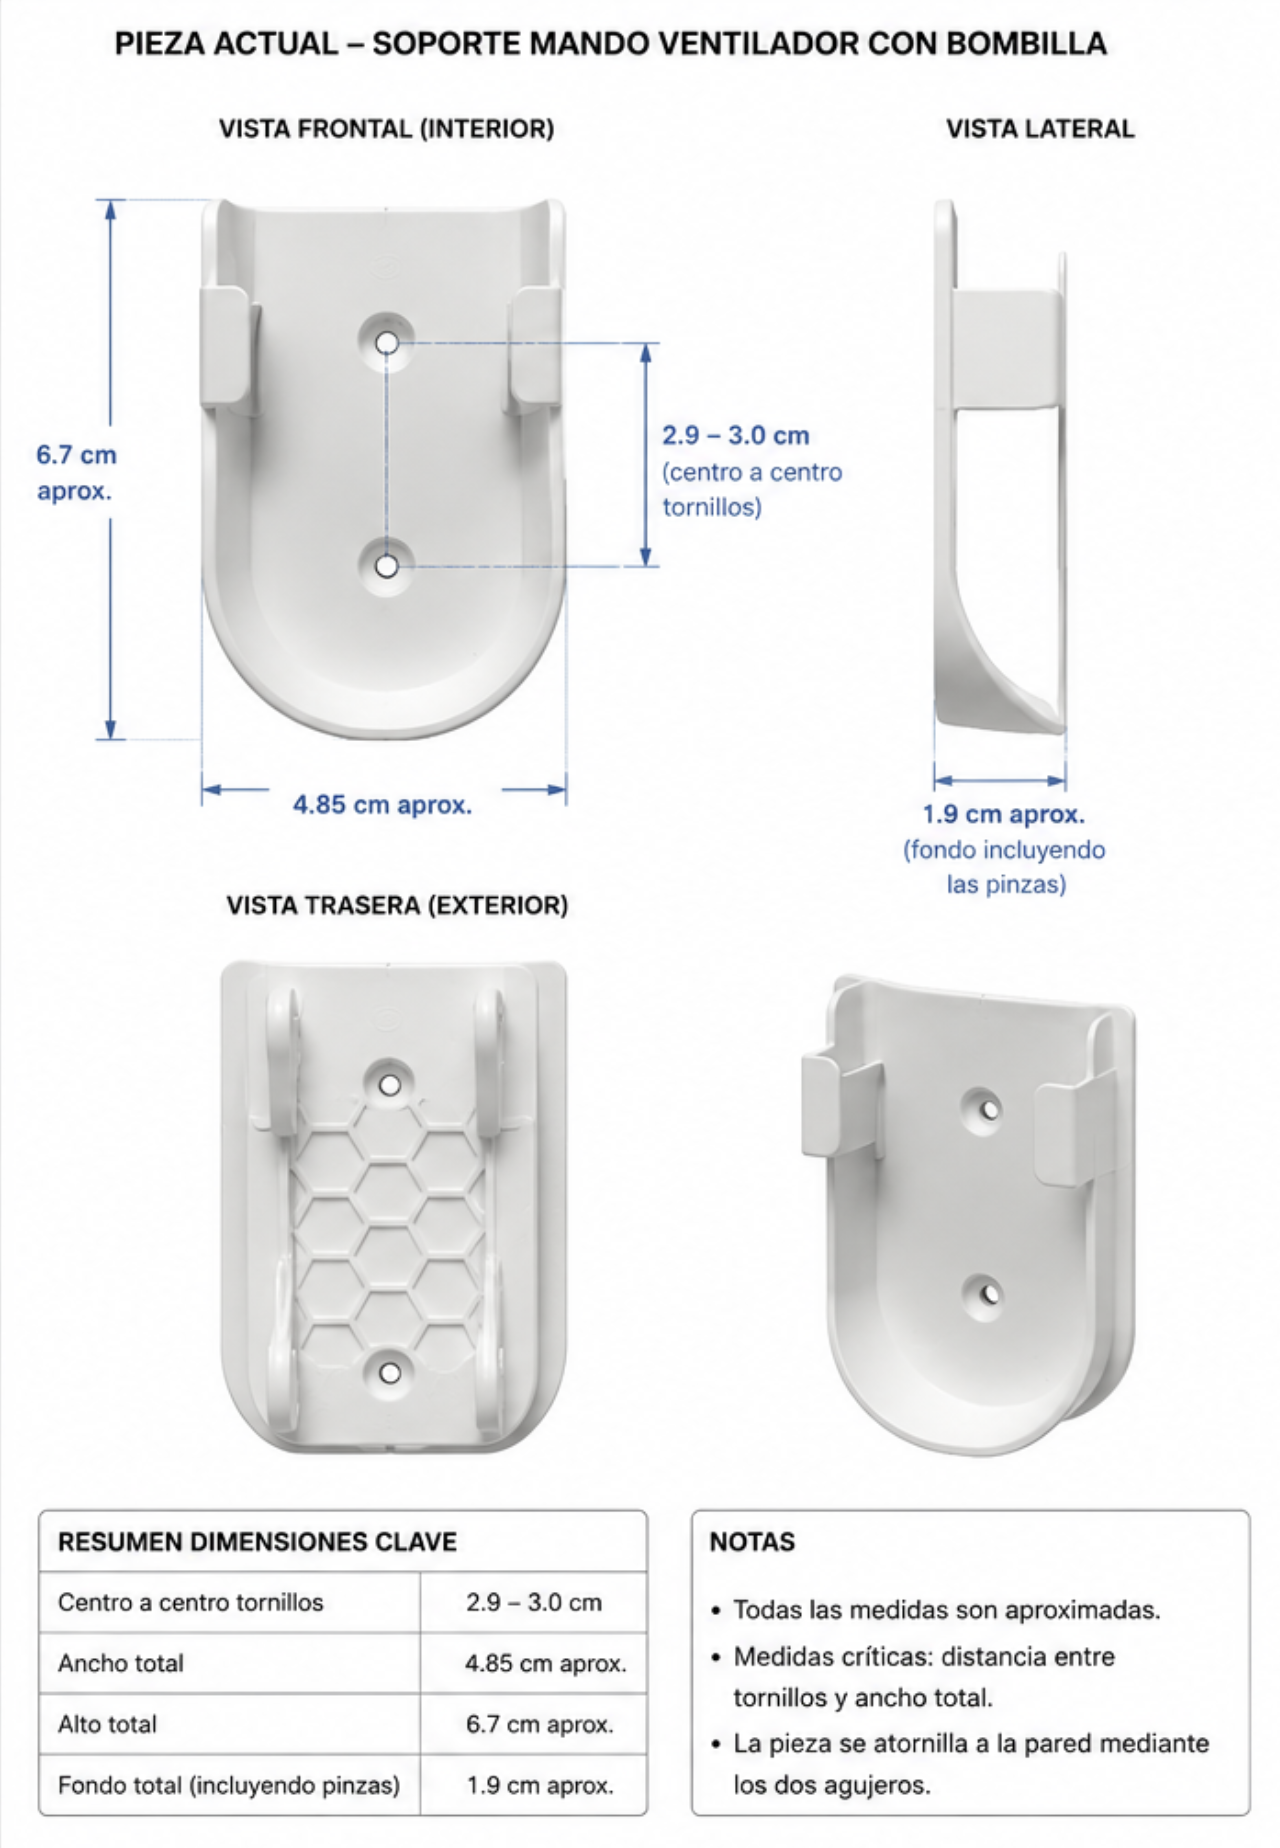 PIEZA ACTUAL – SOPORTE MANDO VENTILADOR CON BOMBILLA
VISTA FRONTAL (INTERIOR)
VISTA LATERAL
6.7 cm
aprox.
2.9 – 3.0 cm
(centro a centro
tornillos)
4.85 cm aprox.
1.9 cm aprox.
(fondo incluyendo
las pinzas)
VISTA TRASERA (EXTERIOR)
RESUMEN DIMENSIONES CLAVE
Centro a centro tornillos 2.9 – 3.0 cm
Ancho total 4.85 cm aprox.
Alto total 6.7 cm aprox.
Fondo total (incluyendo pinzas) 1.9 cm aprox.
NOTAS
• Todas las medidas son aproximadas.
• Medidas críticas: distancia entre
tornillos y ancho total.
• La pieza se atornilla a la pared mediante
los dos agujeros.